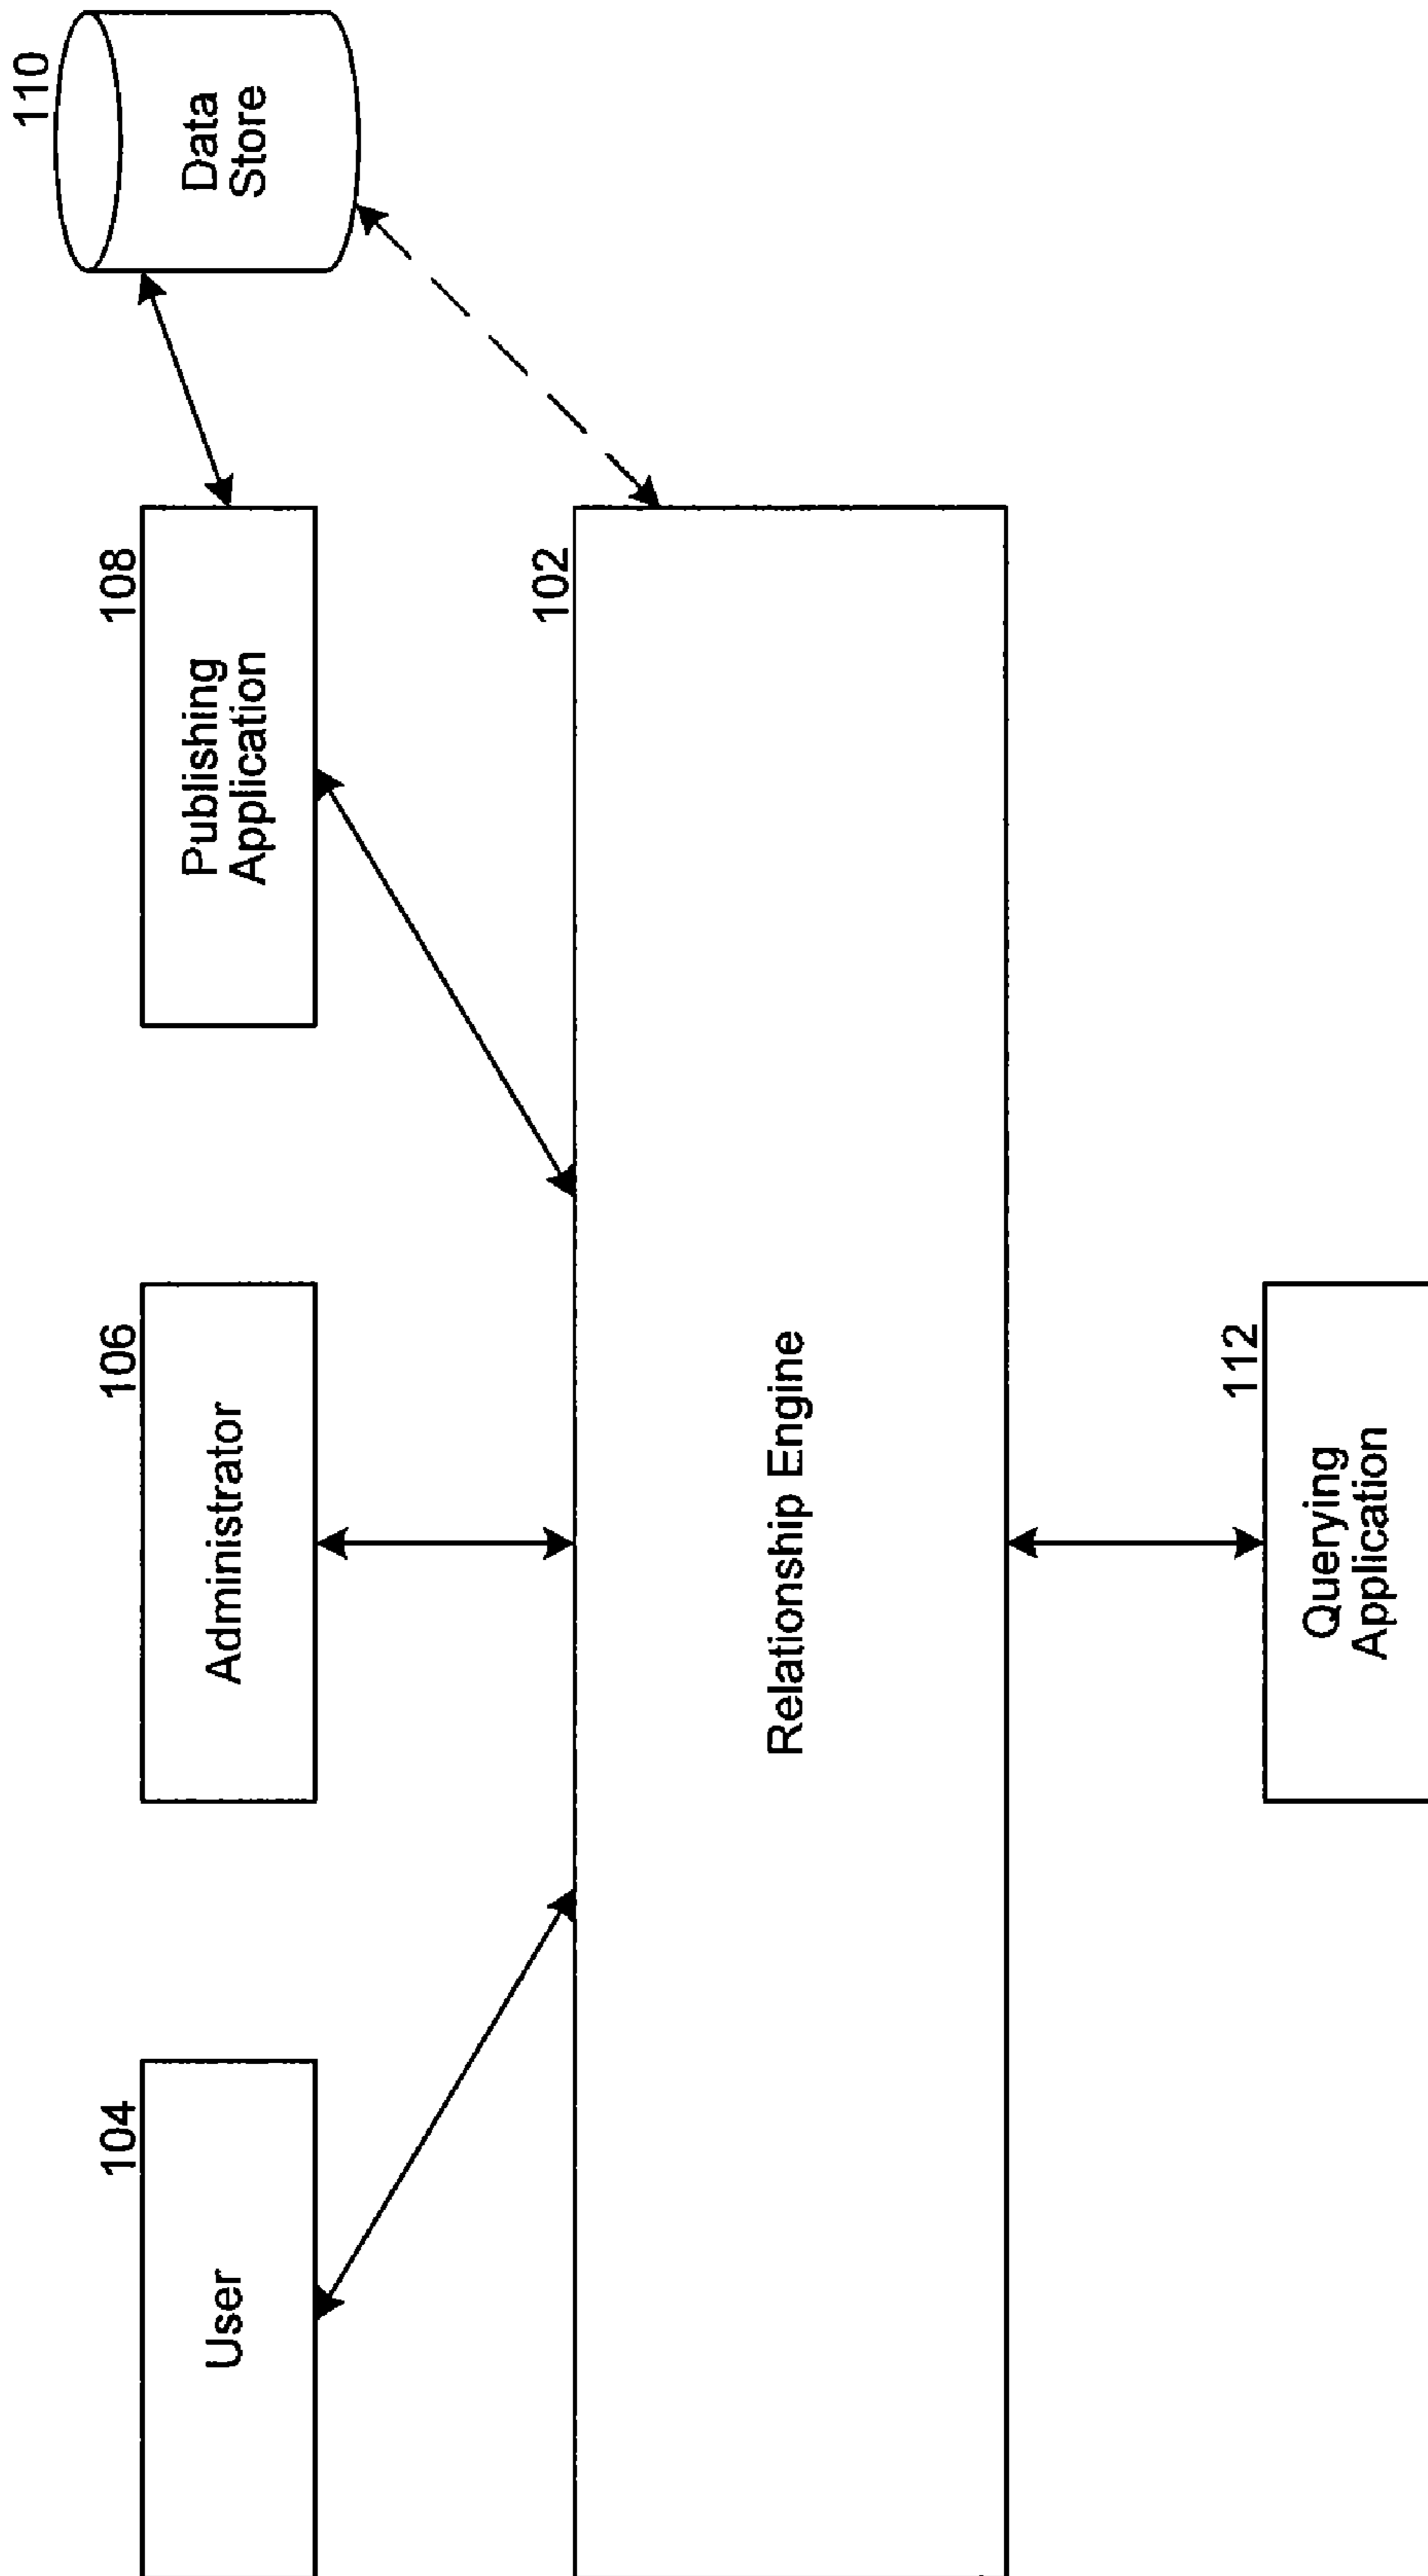 104
User
106
Administrator
108
Publishing
Application
110
Data
Store
102
Relationship Engine
112
Querying
Application